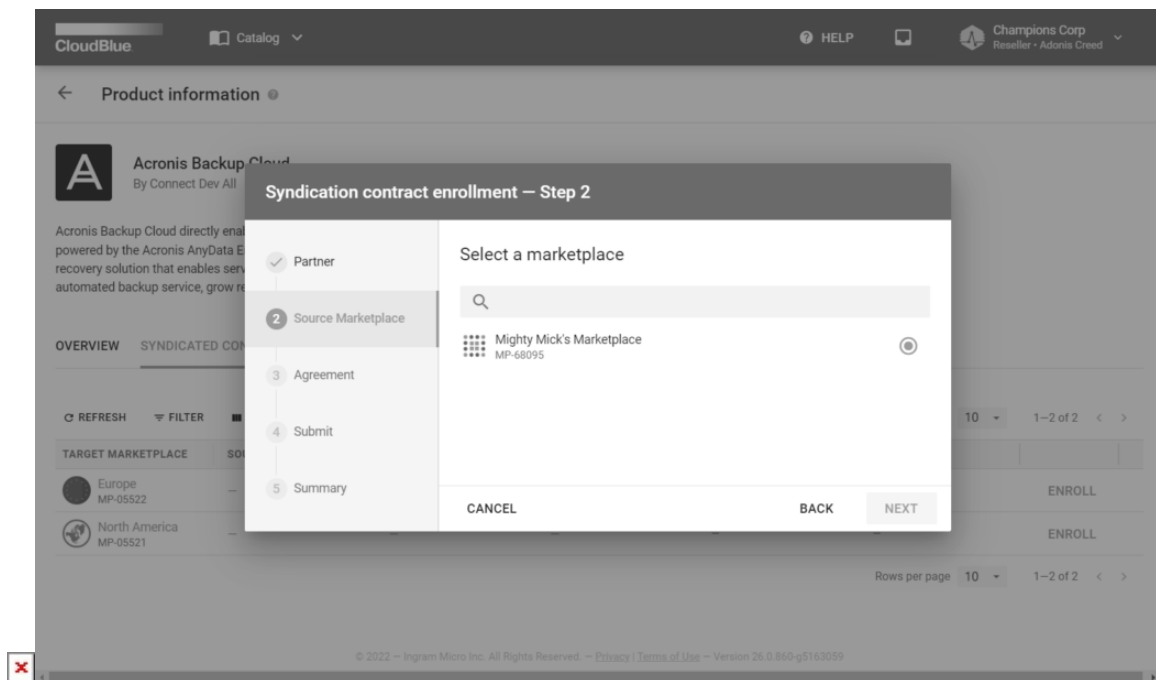 CloudBlue
Catalog
HELP
Champions Corp
Reseller • Adonis Creed
Product information
Acronis Backup Cloud
By Connect Dev All
Acronis Backup Cloud directly
powered by the Acronis AnyData
recovery solution that enables
automated backup service, grow
OVERVIEW SYNDICATED
Syndication contract enrollment — Step 2
Partner
2 Source Marketplace
3 Agreement
4 Submit
5 Summary
Select a marketplace
Mighty Mick's Marketplace
MP-68095
CANCEL BACK NEXT
REFRESH FILTER 10 1–2 of 2
TARGET MARKETPLACE
Europe
MP-05522
— ENROLL
North America
MP-05521
— — — — — ENROLL
Rows per page 10 1–2 of 2
© 2022 — Ingram Micro Inc. All Rights Reserved. — Privacy | Terms of Use — Version 26.0.860-g5163059